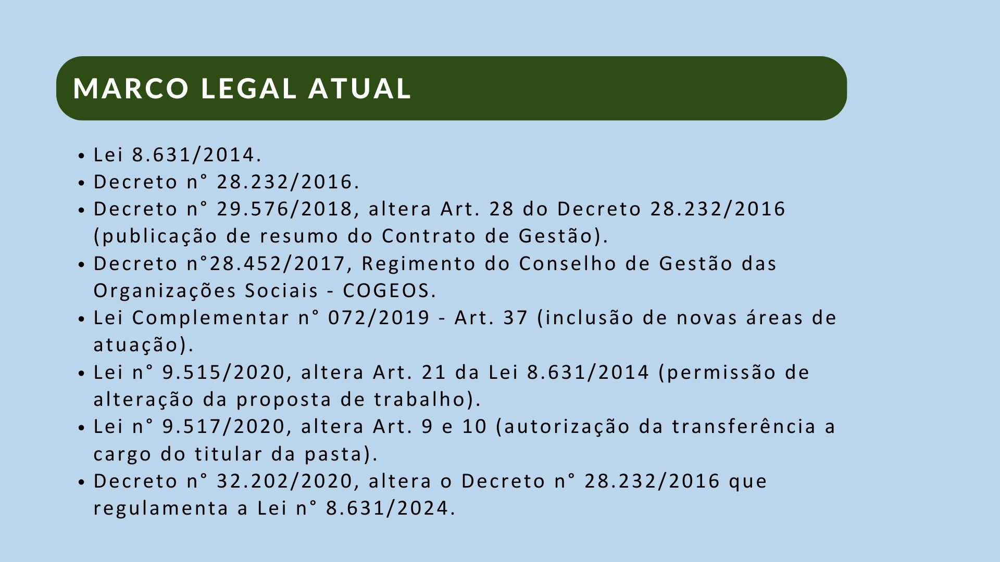 MARCO LEGAL ATUAL
• Lei 8.631/2014.
• Decreto n° 28.232/2016.
• Decreto n° 29.576/2018, altera Art. 28 do Decreto 28.232/2016
(publicação de resumo do Contrato de Gestão).
• Decreto n°28.452/2017, Regimento do Conselho de Gestão das
Organizações Sociais - COGEOS.
• Lei Complementar n° 072/2019 - Art. 37 (inclusão de novas áreas de
atuação).
• Lei n° 9.515/2020, altera Art. 21 da Lei 8.631/2014 (permissão de
alteração da proposta de trabalho).
• Lei n° 9.517/2020, altera Art. 9 e 10 (autorização da transferência a
cargo do titular da pasta).
• Decreto n° 32.202/2020, altera o Decreto n° 28.232/2016 que
regulamenta a Lei n° 8.631/2024.